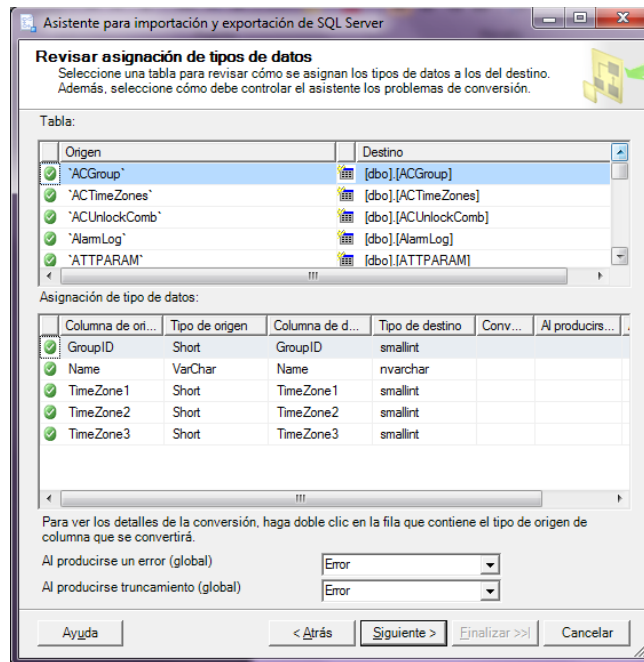 Asistente para importación y exportación de SQL Server
Revisar asignación de tipos de datos
Seleccione una tabla para revisar cómo se asignan los tipos de datos a los del destino.
Además, seleccione cómo debe controlar el asistente los problemas de conversión.
Tabla:
Origen Destino
`ACGroup` [dbo].[ACGroup]
`ACTimeZones` [dbo].[ACTimeZones]
`ACUnlockComb` [dbo].[ACUnlockComb]
`AlarmLog` [dbo].[AlarmLog]
`ATTPARAM` [dbo].[ATTPARAM]
Asignación de tipo de datos:
Columna de ori... Tipo de origen Columna de d... Tipo de destino Conv... Al producirs...
GroupID Short GroupID smallint
Name VarChar Name nvarchar
TimeZone1 Short TimeZone1 smallint
TimeZone2 Short TimeZone2 smallint
TimeZone3 Short TimeZone3 smallint
Para ver los detalles de la conversión, haga doble clic en la fila que contiene el tipo de origen de
columna que se convertirá.
Al producirse un error (global) Error
Al producirse truncamiento (global) Error
Ayuda < Atrás Siguiente > Finalizar >>| Cancelar